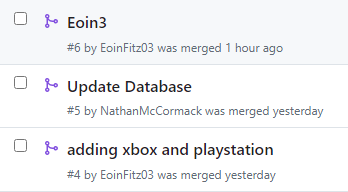 Eoin3
#6 by EoinFitz03 was merged 1 hour ago
Update Database
#5 by NathanMcCormack was merged yesterday
adding xbox and playstation
#4 by EoinFitz03 was merged yesterday